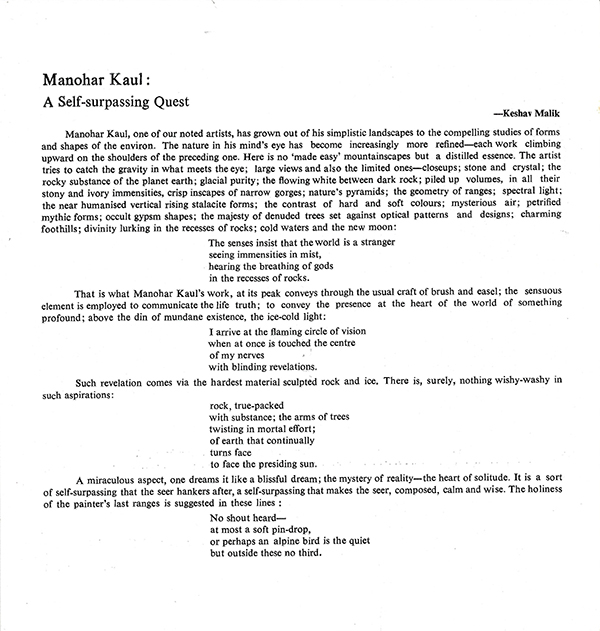 Manohar Kaul :
A Self-surpassing Quest
—Keshav Malik
Manohar Kaul, one of our noted artists, has grown out of his simplistic landscapes to the compelling studies of forms
and shapes of the environ. The nature in his mind's eye has become increasingly more refined—each work climbing
upward on the shoulders of the preceding one. Here is no 'made easy' mountainscapes but a distilled essence. The artist
tries to catch the gravity in what meets the eye; large views and also the limited ones—closeups; stone and crystal; the
rocky substance of the planet earth; glacial purity; the flowing white between dark rock; piled up volumes, in all their
stony and ivory immensities, crisp inscapes of narrow gorges; nature's pyramids; the geometry of ranges; spectral light;
the near humanised vertical rising stalacite forms; the contrast of hard and soft colours; mysterious air; petrified
mythic forms; occult gypsm shapes; the majesty of denuded trees set against optical patterns and designs; charming
foothills; divinity lurking in the recesses of rocks; cold waters and the new moon:
The senses insist that the world is a stranger
seeing immensities in mist,
hearing the breathing of gods
in the recesses of rocks.
That is what Manohar Kaul's work, at its peak conveys through the usual craft of brush and easel; the sensuous
element is employed to communicate the life truth; to convey the presence at the heart of the world of something
profound; above the din of mundane existence, the ice-cold light:
I arrive at the flaming circle of vision
when at once is touched the centre
of my nerves
with blinding revelations.
Such revelation comes via the hardest material sculpted rock and ice. There is, surely, nothing wishy-washy in
such aspirations:
rock, true-packed
with substance; the arms of trees
twisting in mortal effort;
of earth that continually
turns face
to face the presiding sun.
A miraculous aspect, one dreams it like a blissful dream; the mystery of reality—the heart of solitude. It is a sort
of self-surpassing that the seer hankers after, a self-surpassing that makes the seer, composed, calm and wise. The holiness
of the painter's last ranges is suggested in these lines :
No shout heard—
at most a soft pin-drop,
or perhaps an alpine bird is the quiet
but outside these no third.